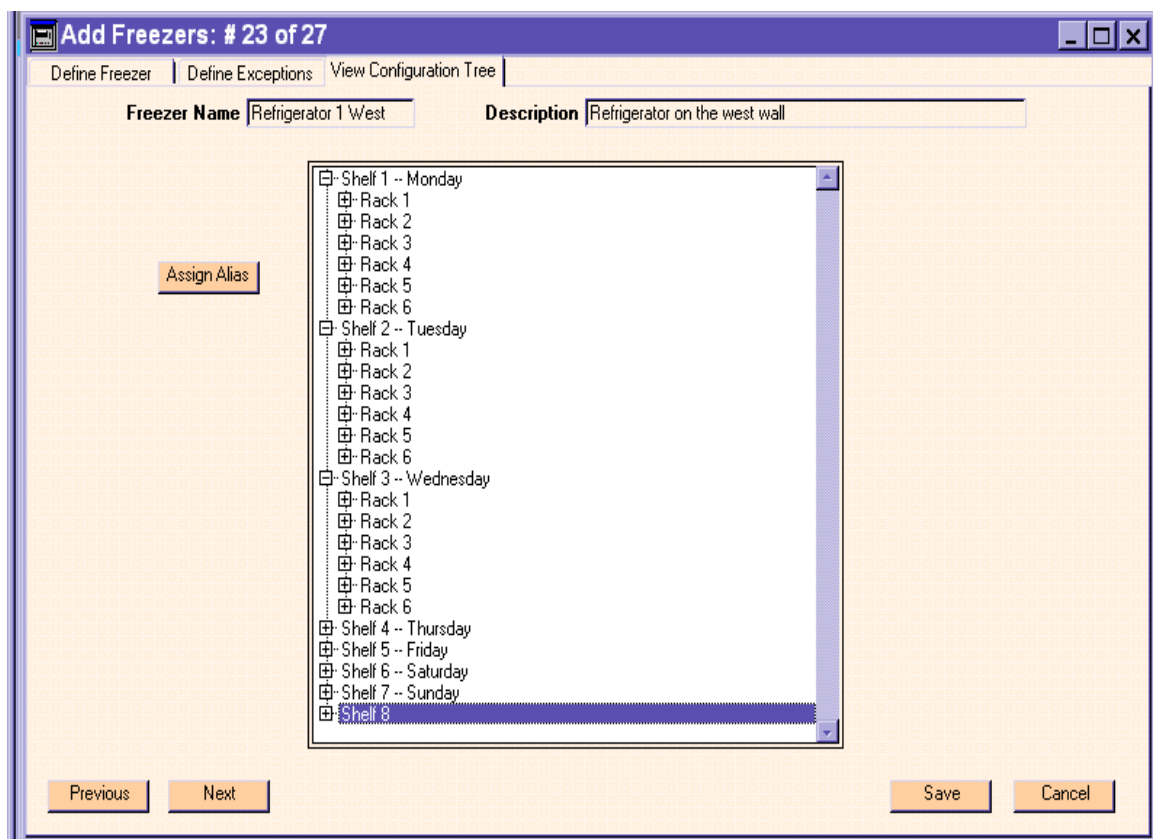 Add Freezers: # 23 of 27
Define Freezer Define Exceptions View Configuration Tree
Freezer Name Refrigerator 1 West Description Refrigerator on the west wall
Shelf 1 -- Monday
Rack 1
Rack 2
Rack 3
Rack 4
Assign Alias
Rack 5
Rack 6
Shelf 2 -- Tuesday
Rack 1
Rack 2
Rack 3
Rack 4
Rack 5
Rack 6
Shelf 3 -- Wednesday
Rack 1
Rack 2
Rack 3
Rack 4
Rack 5
Rack 6
Shelf 4 -- Thursday
Shelf 5 -- Friday
Shelf 6 -- Saturday
Shelf 7 -- Sunday
Shelf 8
Previous Next Save Cancel